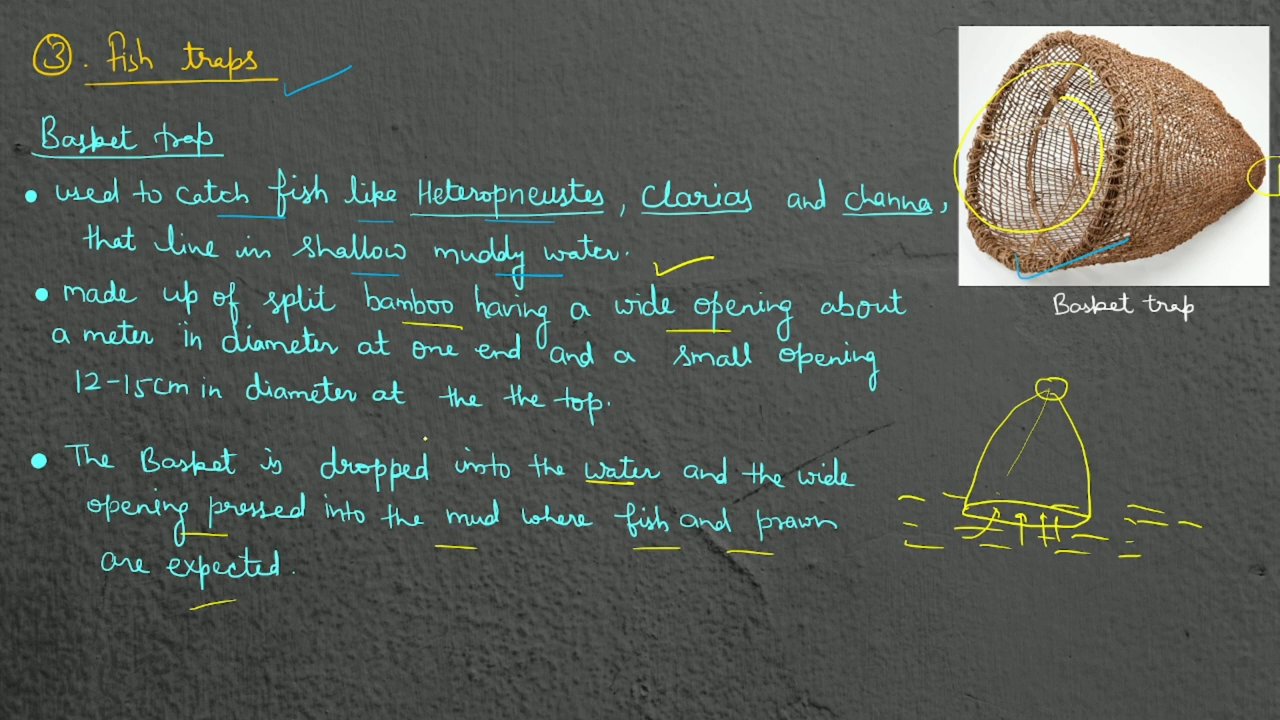 3. Fish traps
Basket trap
• used to catch fish like Heteropneustes, Clarias and channa,
that line in shallow muddy water.
• made up of split bamboo having a wide opening about
a meter in diameter at one end and a small opening
12-15cm in diameter at the the top.
• The Basket is dropped into the water and the wide
opening pressed into the mud where fish and prawn
are expected.
Basket trap